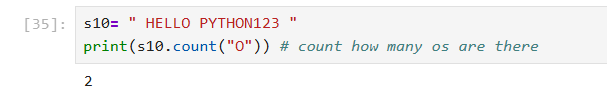 [35]: s10= " HELLO PYTHON123 "
print(s10.count("O")) # count how many os are there
2